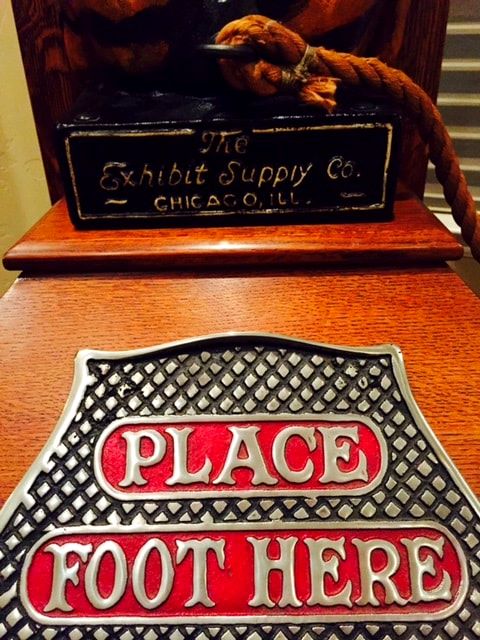 The
Exhibit Supply Co.
CHICAGO, ILL.
PLACE
FOOT HERE